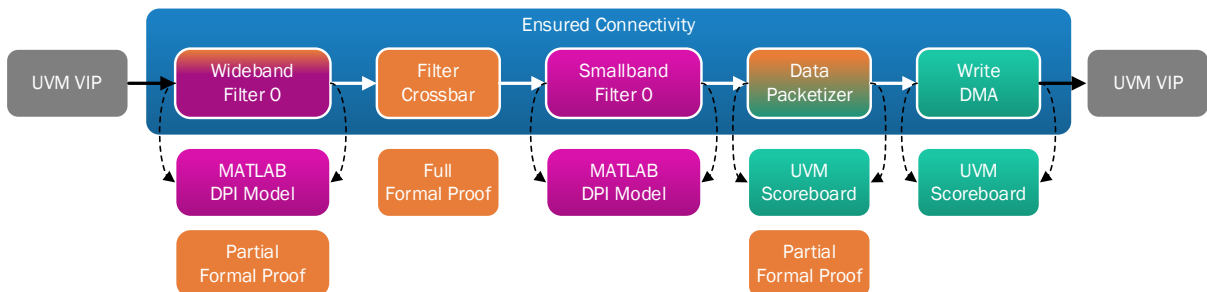 Ensured Connectivity
UVM VIP
Wideband
Filter 0
Filter
Crossbar
Smallband
Filter 0
Data
Packetizer
Write
DMA
UVM VIP
MATLAB
DPI Model
Full
Formal Proof
MATLAB
DPI Model
UVM
Scoreboard
UVM
Scoreboard
Partial
Formal Proof
Partial
Formal Proof